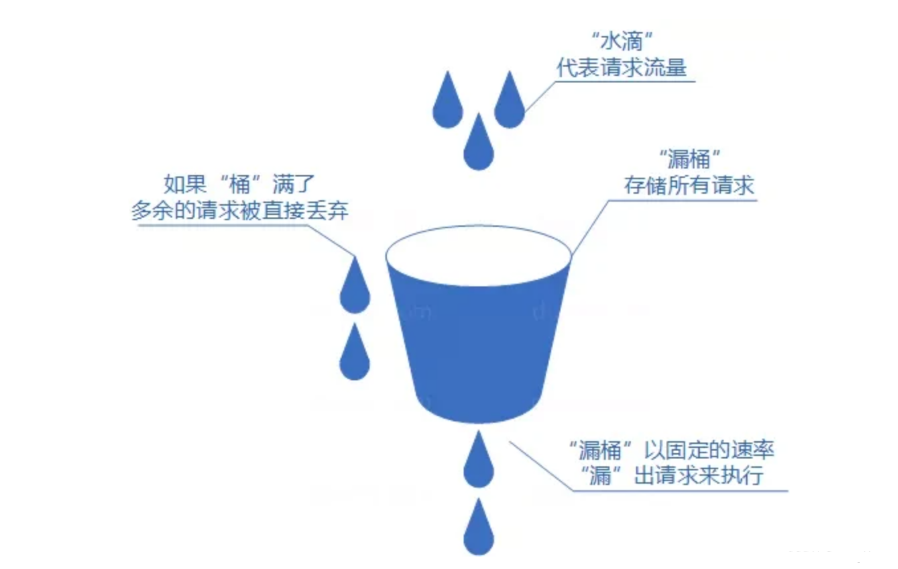 “水滴”
代表请求流量
“漏桶”
存储所有请求
如果“桶”满了
多余的请求被直接丢弃
“漏桶”以固定的速率
“漏”出请求来执行